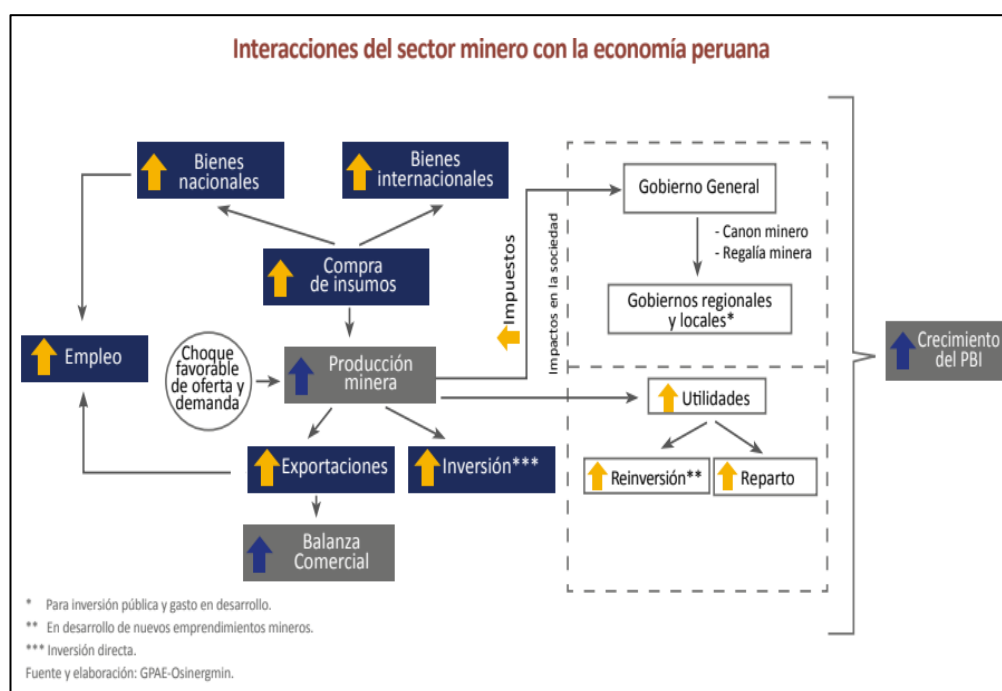 Interacciones del sector minero con la economía peruana
Bienes
nacionales
Bienes
internacionales
Compra
de insumos
Empleo
Choque
favorable
de oferta y
demanda
Producción
minera
Exportaciones
Inversión***
Balanza
Comercial
Impuestos
Impactos en la sociedad
Gobierno General
- Canon minero
- Regalía minera
Gobiernos regionales
y locales*
Utilidades
Reinversión**
Reparto
Crecimiento
del PBI
* Para inversión pública y gasto en desarrollo.
** En desarrollo de nuevos emprendimientos mineros.
*** Inversión directa.
Fuente y elaboración: GPAE-Osinergmin.